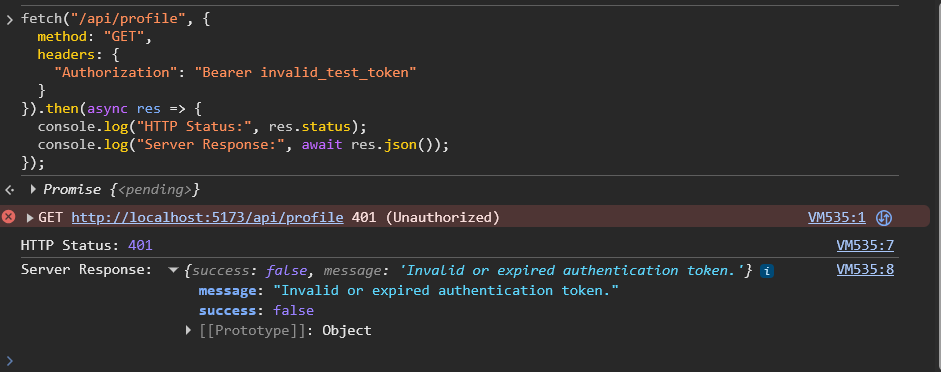 fetch("/api/profile", {
  method: "GET",
  headers: {
    "Authorization": "Bearer invalid_test_token"
  }
}).then(async res => {
  console.log("HTTP Status:", res.status);
  console.log("Server Response:", await res.json());
});
Promise {<pending>}
GET http://localhost:5173/api/profile 401 (Unauthorized) VM535:1
HTTP Status: 401 VM535:7
Server Response: {success: false, message: 'Invalid or expired authentication token.'} i VM535:8
message: "Invalid or expired authentication token."
success: false
[[Prototype]]: Object